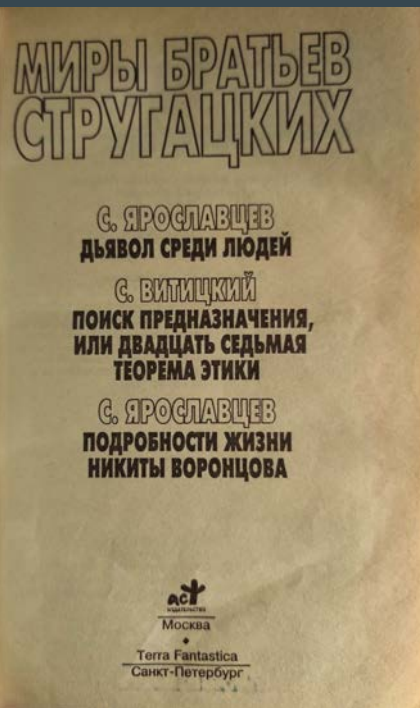 МИРЫ БРАТЬЕВ
СТРУГАЦКИХ
С. ЯРОСЛАВЦЕВ
ДЬЯВОЛ СРЕДИ ЛЮДЕЙ
С. ВИТИЦКИЙ
ПОИСК ПРЕДНАЗНАЧЕНИЯ,
ИЛИ ДВАДЦАТЬ СЕДЬМАЯ
ТЕОРЕМА ЭТИКИ
С. ЯРОСЛАВЦЕВ
ПОДРОБНОСТИ ЖИЗНИ
НИКИТЫ ВОРОНЦОВА
аст
ИЗДАТЕЛЬСТВО
Москва
Terra Fantastica
Санкт-Петербург